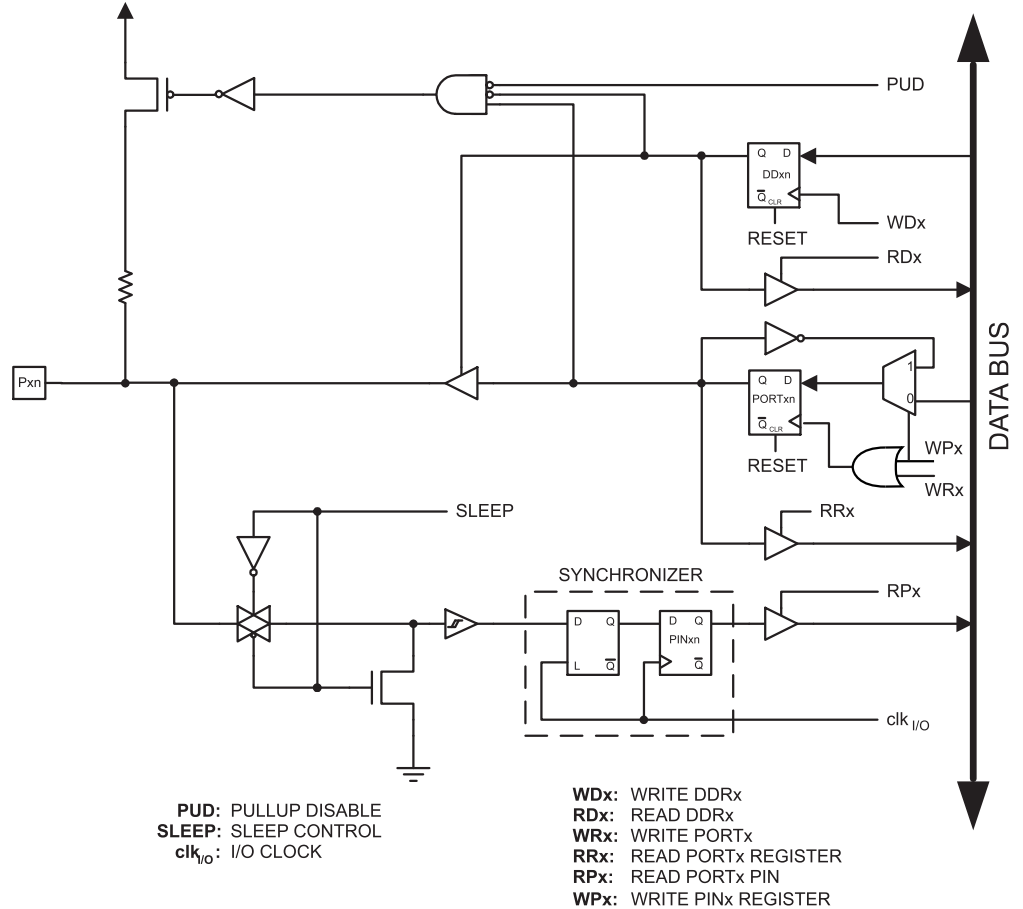 PUD
Q D
DDxn
Q CLR
WDx
RESET
RDx
DATA BUS
1
Pxn
Q D
PORTxn
0
Q CLR
WPx
RESET
WRx
SLEEP
RRx
SYNCHRONIZER
RPx
D Q
D Q
PINxn
L Q
Q
clk I/O
PUD: PULLUP DISABLE
SLEEP: SLEEP CONTROL
clkI/O: I/O CLOCK
WDx: WRITE DDRx
RDx: READ DDRx
WRx: WRITE PORTx
RRx: READ PORTx REGISTER
RPx: READ PORTx PIN
WPx: WRITE PINx REGISTER